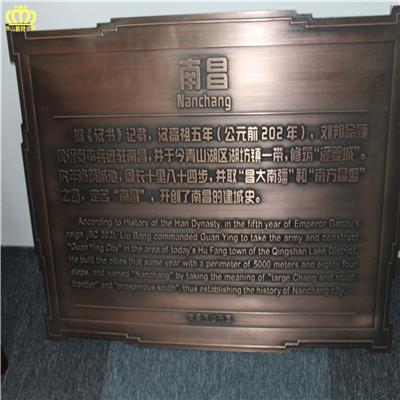 南昌
Nanchang
据《汉书》记载，汉高祖五年（公元前202年），刘邦命颍
阴侯灌婴率兵进驻南昌，并于今青山湖区湖坊镇一带，修筑"灌婴城"。
次年修筑城池，周长十里八十四步，并取"昌大南疆"和"南方昌盛"
之意，定名"南昌"，开创了南昌的建城史。
According to History of the Han Dynasty, in the fifth year of Emperor Gaozu's
reign (BC 202), Liu Bang commanded Guan Ying to take the army and construct
"Guan Ying City" in the area of today's Hu Fang town of the Qingshan Lake District.
He built the cities that same year with a perimeter of 5000 meters and eighty four
steps, and named "Nanchang" by taking the meaning of "large Chang and south
frontier" and "prosperous south", thus establishing the history of Nanchang city.